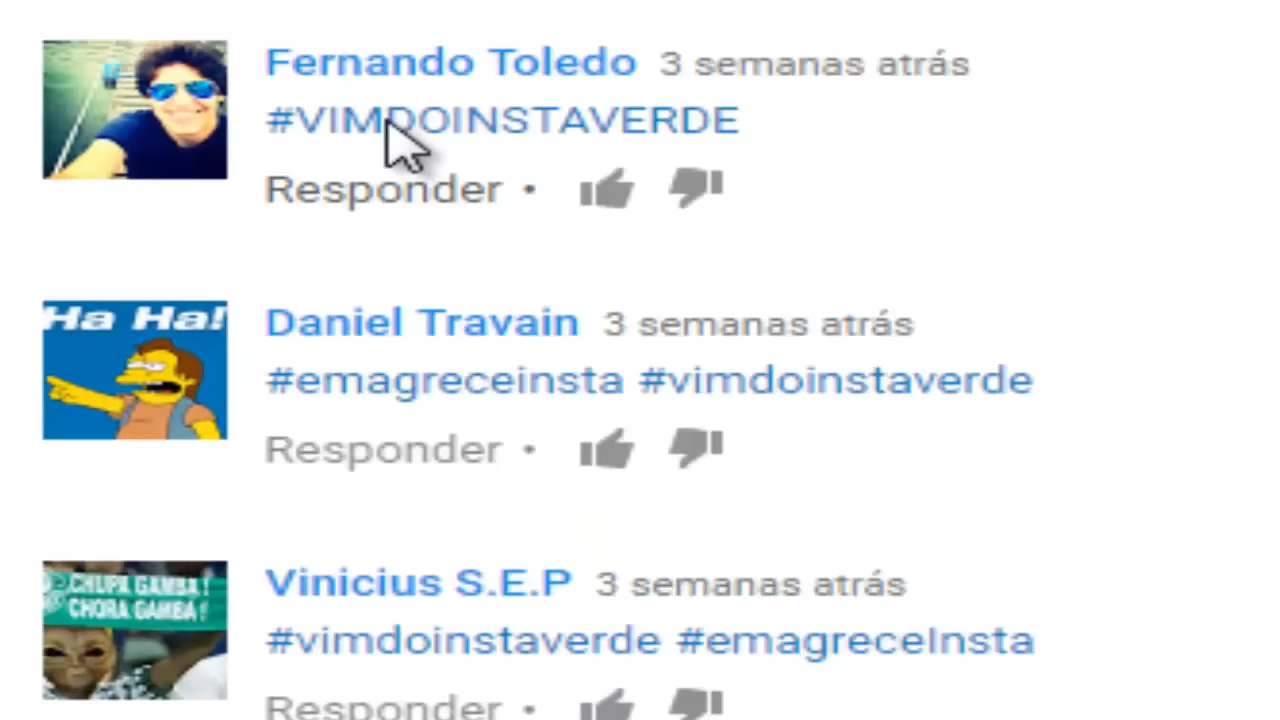 Fernando Toledo 3 semanas atrás
#VIMDOINSTAVERDE
Responder •
Ha Ha!
Daniel Travain 3 semanas atrás
#emagreceinsta #vimdoinstaverde
Responder •
CHUPA GAMBA!
CHORA GAMBA!
Vinicius S.E.P 3 semanas atrás
#vimdoinstaverde #emagreceInsta
Responder •